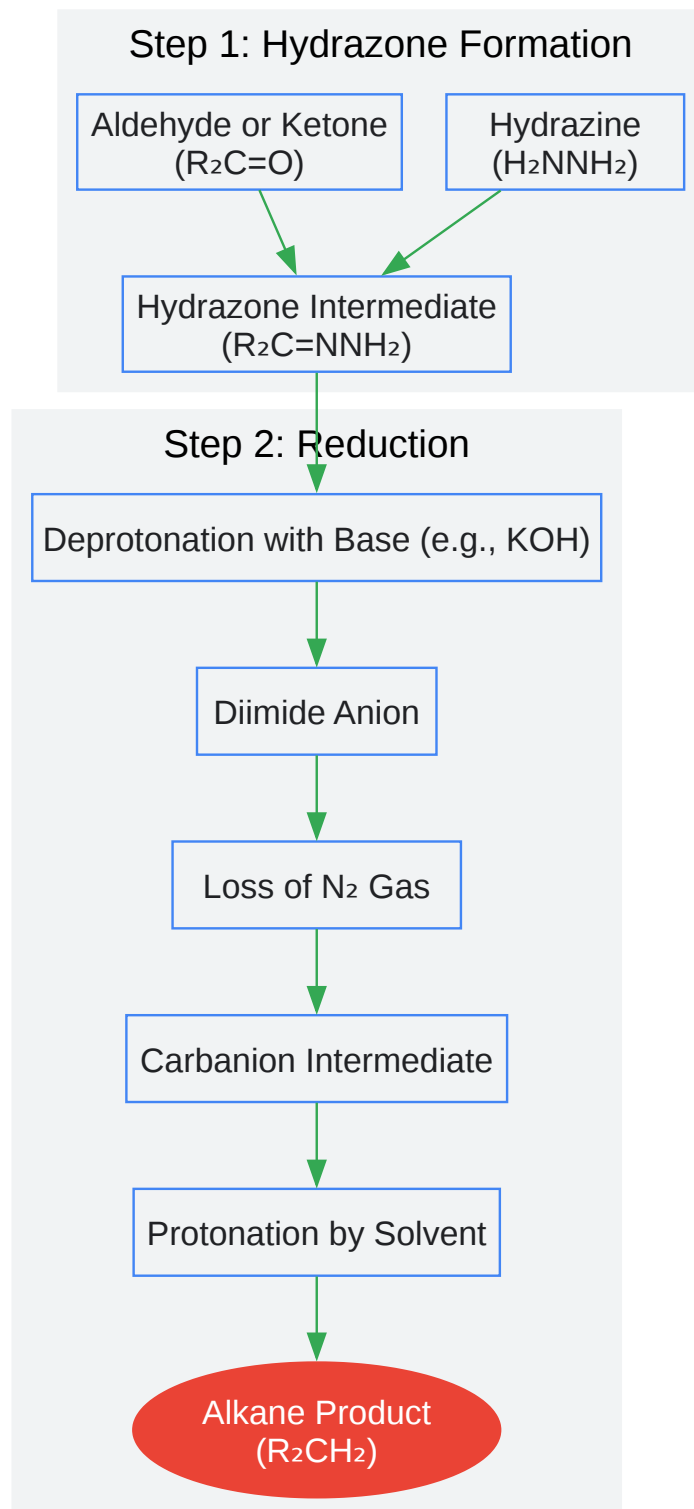 Step 1: Hydrazone Formation
Aldehyde or Ketone
(R₂C=O)
Hydrazine
(H₂NNH₂)
Hydrazone Intermediate
(R₂C=NNH₂)
Step 2: Reduction
Deprotonation with Base (e.g., KOH)
Diimide Anion
Loss of N₂ Gas
Carbanion Intermediate
Protonation by Solvent
Alkane Product
(R₂CH₂)